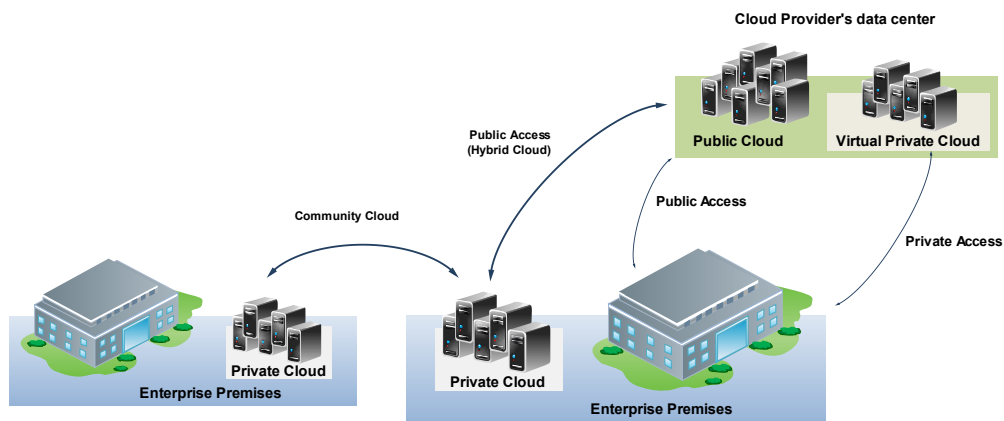 Cloud Provider's data center
Public Cloud
Virtual Private Cloud
Public Access
(Hybrid Cloud)
Public Access
Community Cloud
Private Access
Private Cloud
Enterprise Premises
Private Cloud
Enterprise Premises